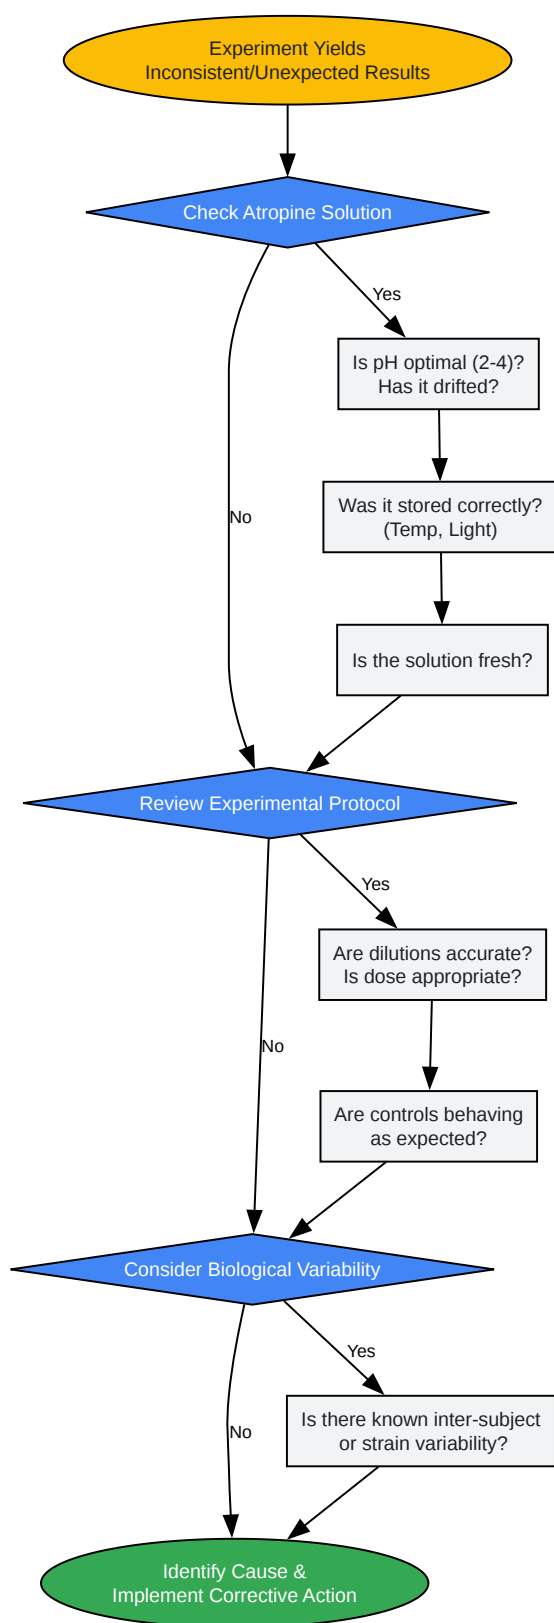 Experiment Yields
Inconsistent/Unexpected Results
Check Atropine Solution
Yes
Is pH optimal (2-4)?
Has it drifted?
Was it stored correctly?
(Temp, Light)
No
Is the solution fresh?
Review Experimental Protocol
Yes
Are dilutions accurate?
Is dose appropriate?
No
Are controls behaving
as expected?
Consider Biological Variability
Yes
Is there known inter-subject
or strain variability?
No
Identify Cause &
Implement Corrective Action